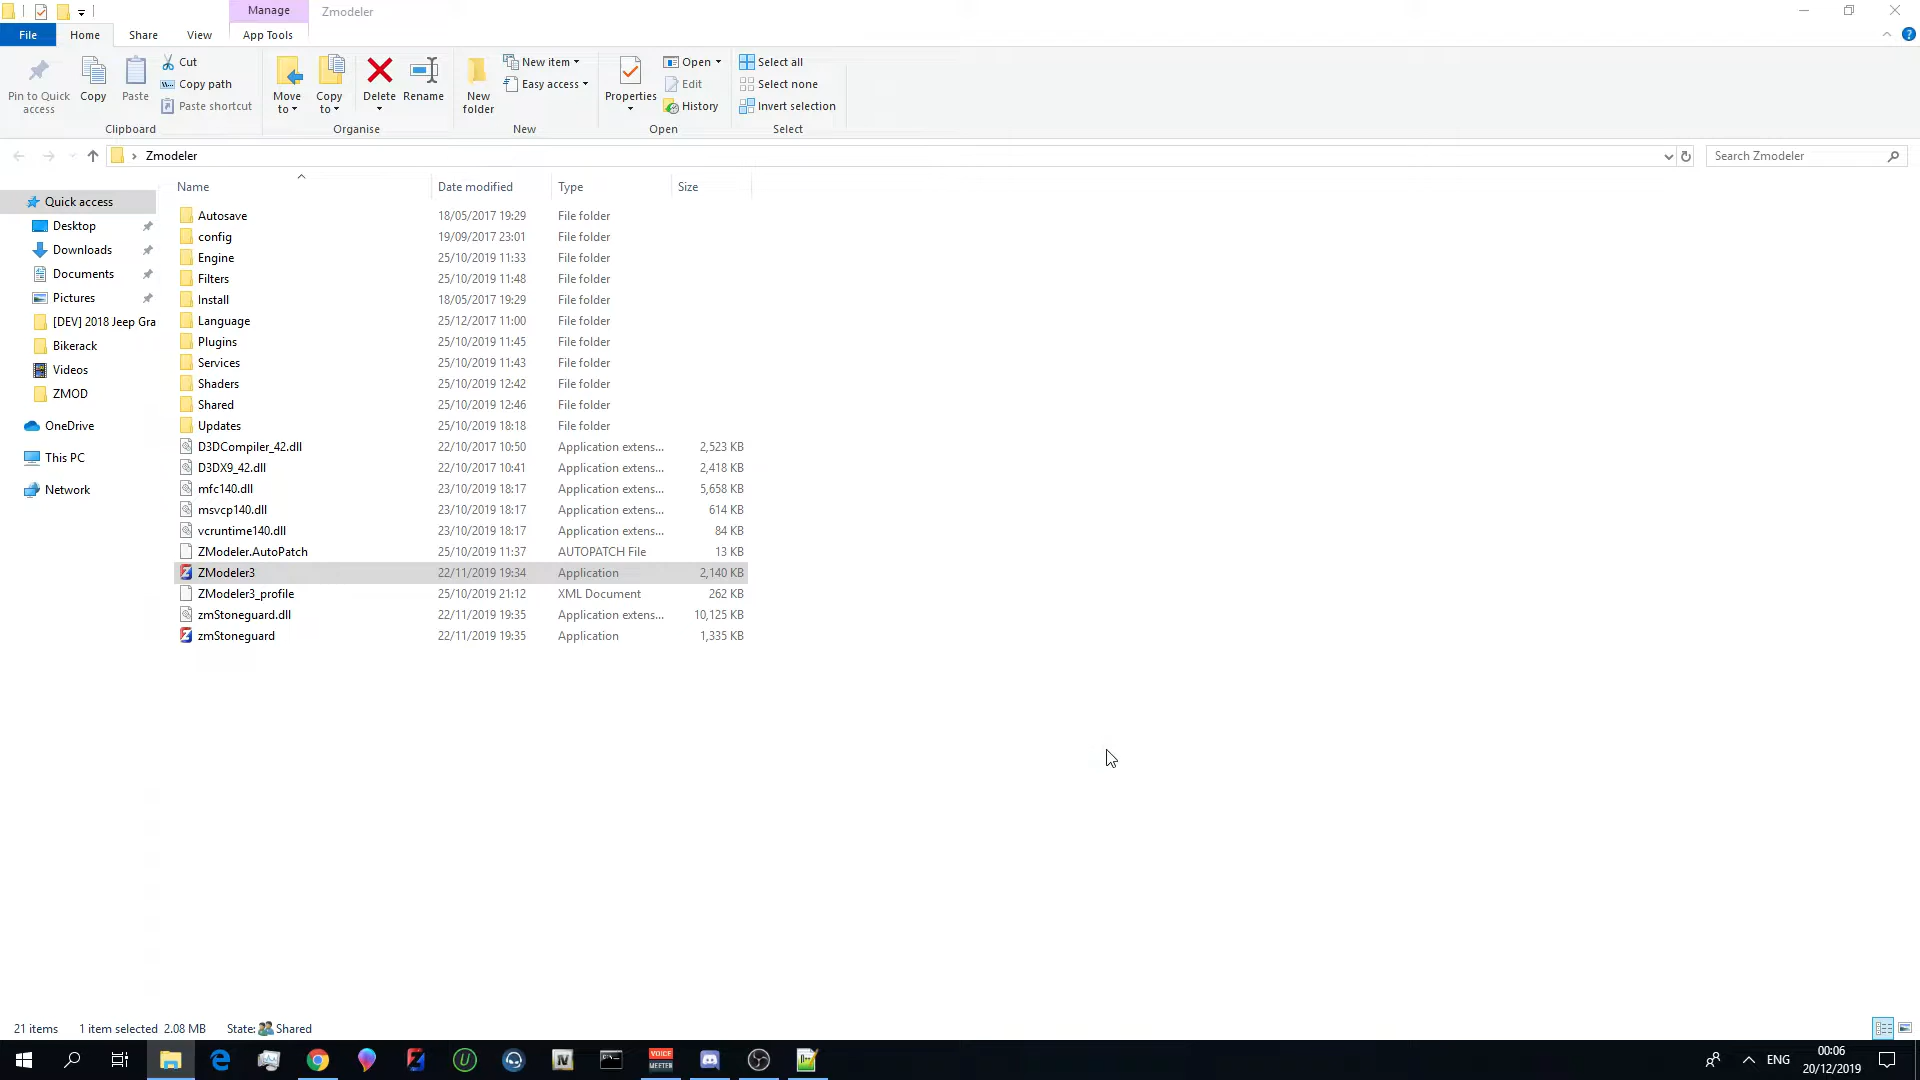 Manage
Zmodeler
File
Home
Share
View
App Tools
Pin to Quick access
Copy
Paste
Cut
Copy path
Paste shortcut
Clipboard
Move to
Copy to
Delete
Rename
Organise
New folder
New item
Easy access
New
Properties
Open
Edit
History
Open
Select all
Select none
Invert selection
Select
Zmodeler
Search Zmodeler
Name Date modified Type Size
Quick access
Desktop
Downloads
Documents
Pictures
[DEV] 2018 Jeep Gra
Bikerack
Videos
ZMOD
OneDrive
This PC
Network
Autosave 18/05/2017 19:29 File folder
config 19/09/2017 23:01 File folder
Engine 25/10/2019 11:33 File folder
Filters 25/10/2019 11:48 File folder
Install 18/05/2017 19:29 File folder
Language 25/12/2017 11:00 File folder
Plugins 25/10/2019 11:45 File folder
Services 25/10/2019 11:43 File folder
Shaders 25/10/2019 12:42 File folder
Shared 25/10/2019 12:46 File folder
Updates 25/10/2019 18:18 File folder
D3DCompiler_42.dll 22/10/2017 10:50 Application extens... 2,523 KB
D3DX9_42.dll 22/10/2017 10:41 Application extens... 2,418 KB
mfc140.dll 23/10/2019 18:17 Application extens... 5,658 KB
msvcp140.dll 23/10/2019 18:17 Application extens... 614 KB
vcruntime140.dll 23/10/2019 18:17 Application extens... 84 KB
ZModeler.AutoPatch 25/10/2019 11:37 AUTOPATCH File 13 KB
ZModeler3 22/11/2019 19:34 Application 2,140 KB
ZModeler3_profile 25/10/2019 21:12 XML Document 262 KB
zmStoneguard.dll 22/11/2019 19:35 Application extens... 10,125 KB
zmStoneguard 22/11/2019 19:35 Application 1,335 KB
21 items 1 item selected 2.08 MB State: Shared
VOICE
MEETER
ENG
00:06
20/12/2019